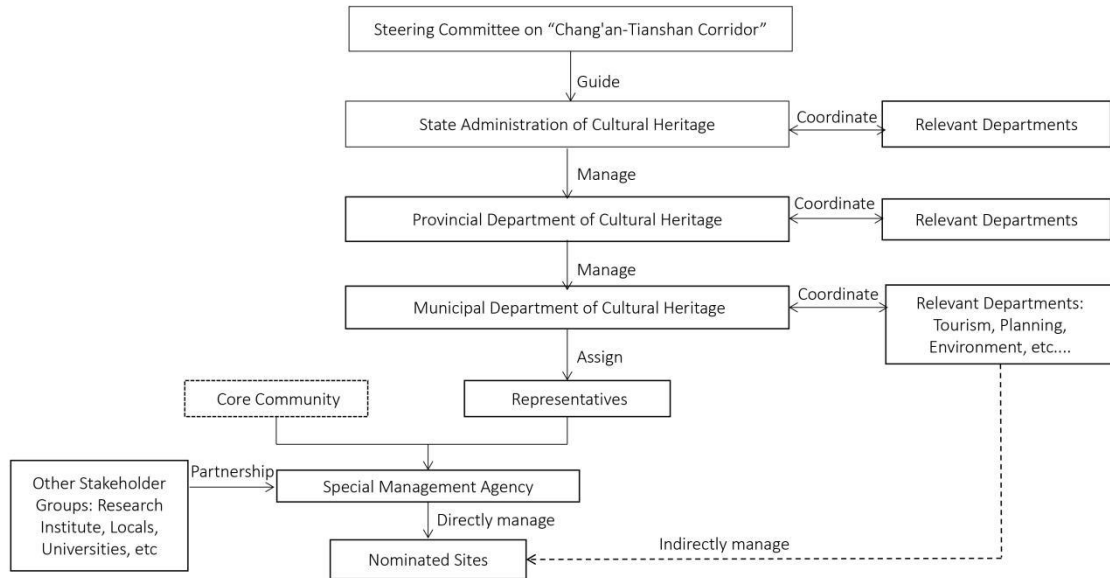 Steering Committee on “Chang'an-Tianshan Corridor”
Guide
State Administration of Cultural Heritage
Coordinate
Relevant Departments
Manage
Provincial Department of Cultural Heritage
Coordinate
Relevant Departments
Manage
Municipal Department of Cultural Heritage
Coordinate
Relevant Departments:
Tourism, Planning,
Environment, etc....
Assign
Core Community
Representatives
Other Stakeholder
Groups: Research
Institute, Locals,
Universities, etc
Partnership
Special Management Agency
Directly manage
Nominated Sites
Indirectly manage